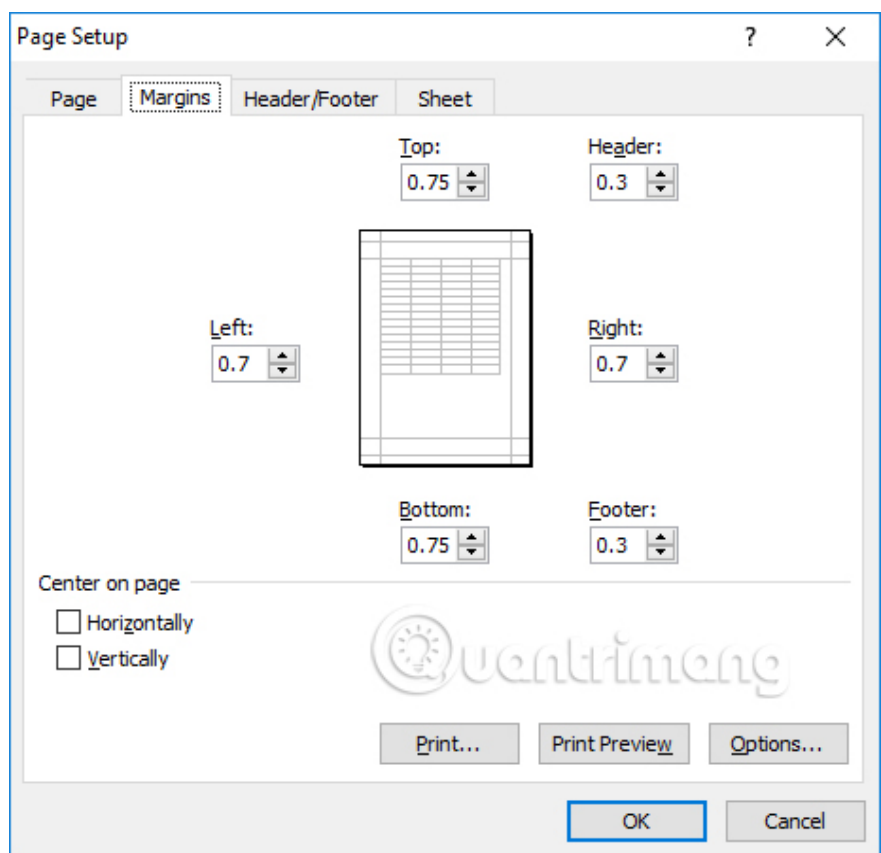 Page Setup ? X
Page Margins Header/Footer Sheet
Top: Header:
0.75 0.3
Left: Right:
0.7 0.7
Bottom: Footer:
0.75 0.3
Center on page
Horizontally
Vertically
Quantrimang
Print... Print Preview Options...
OK Cancel